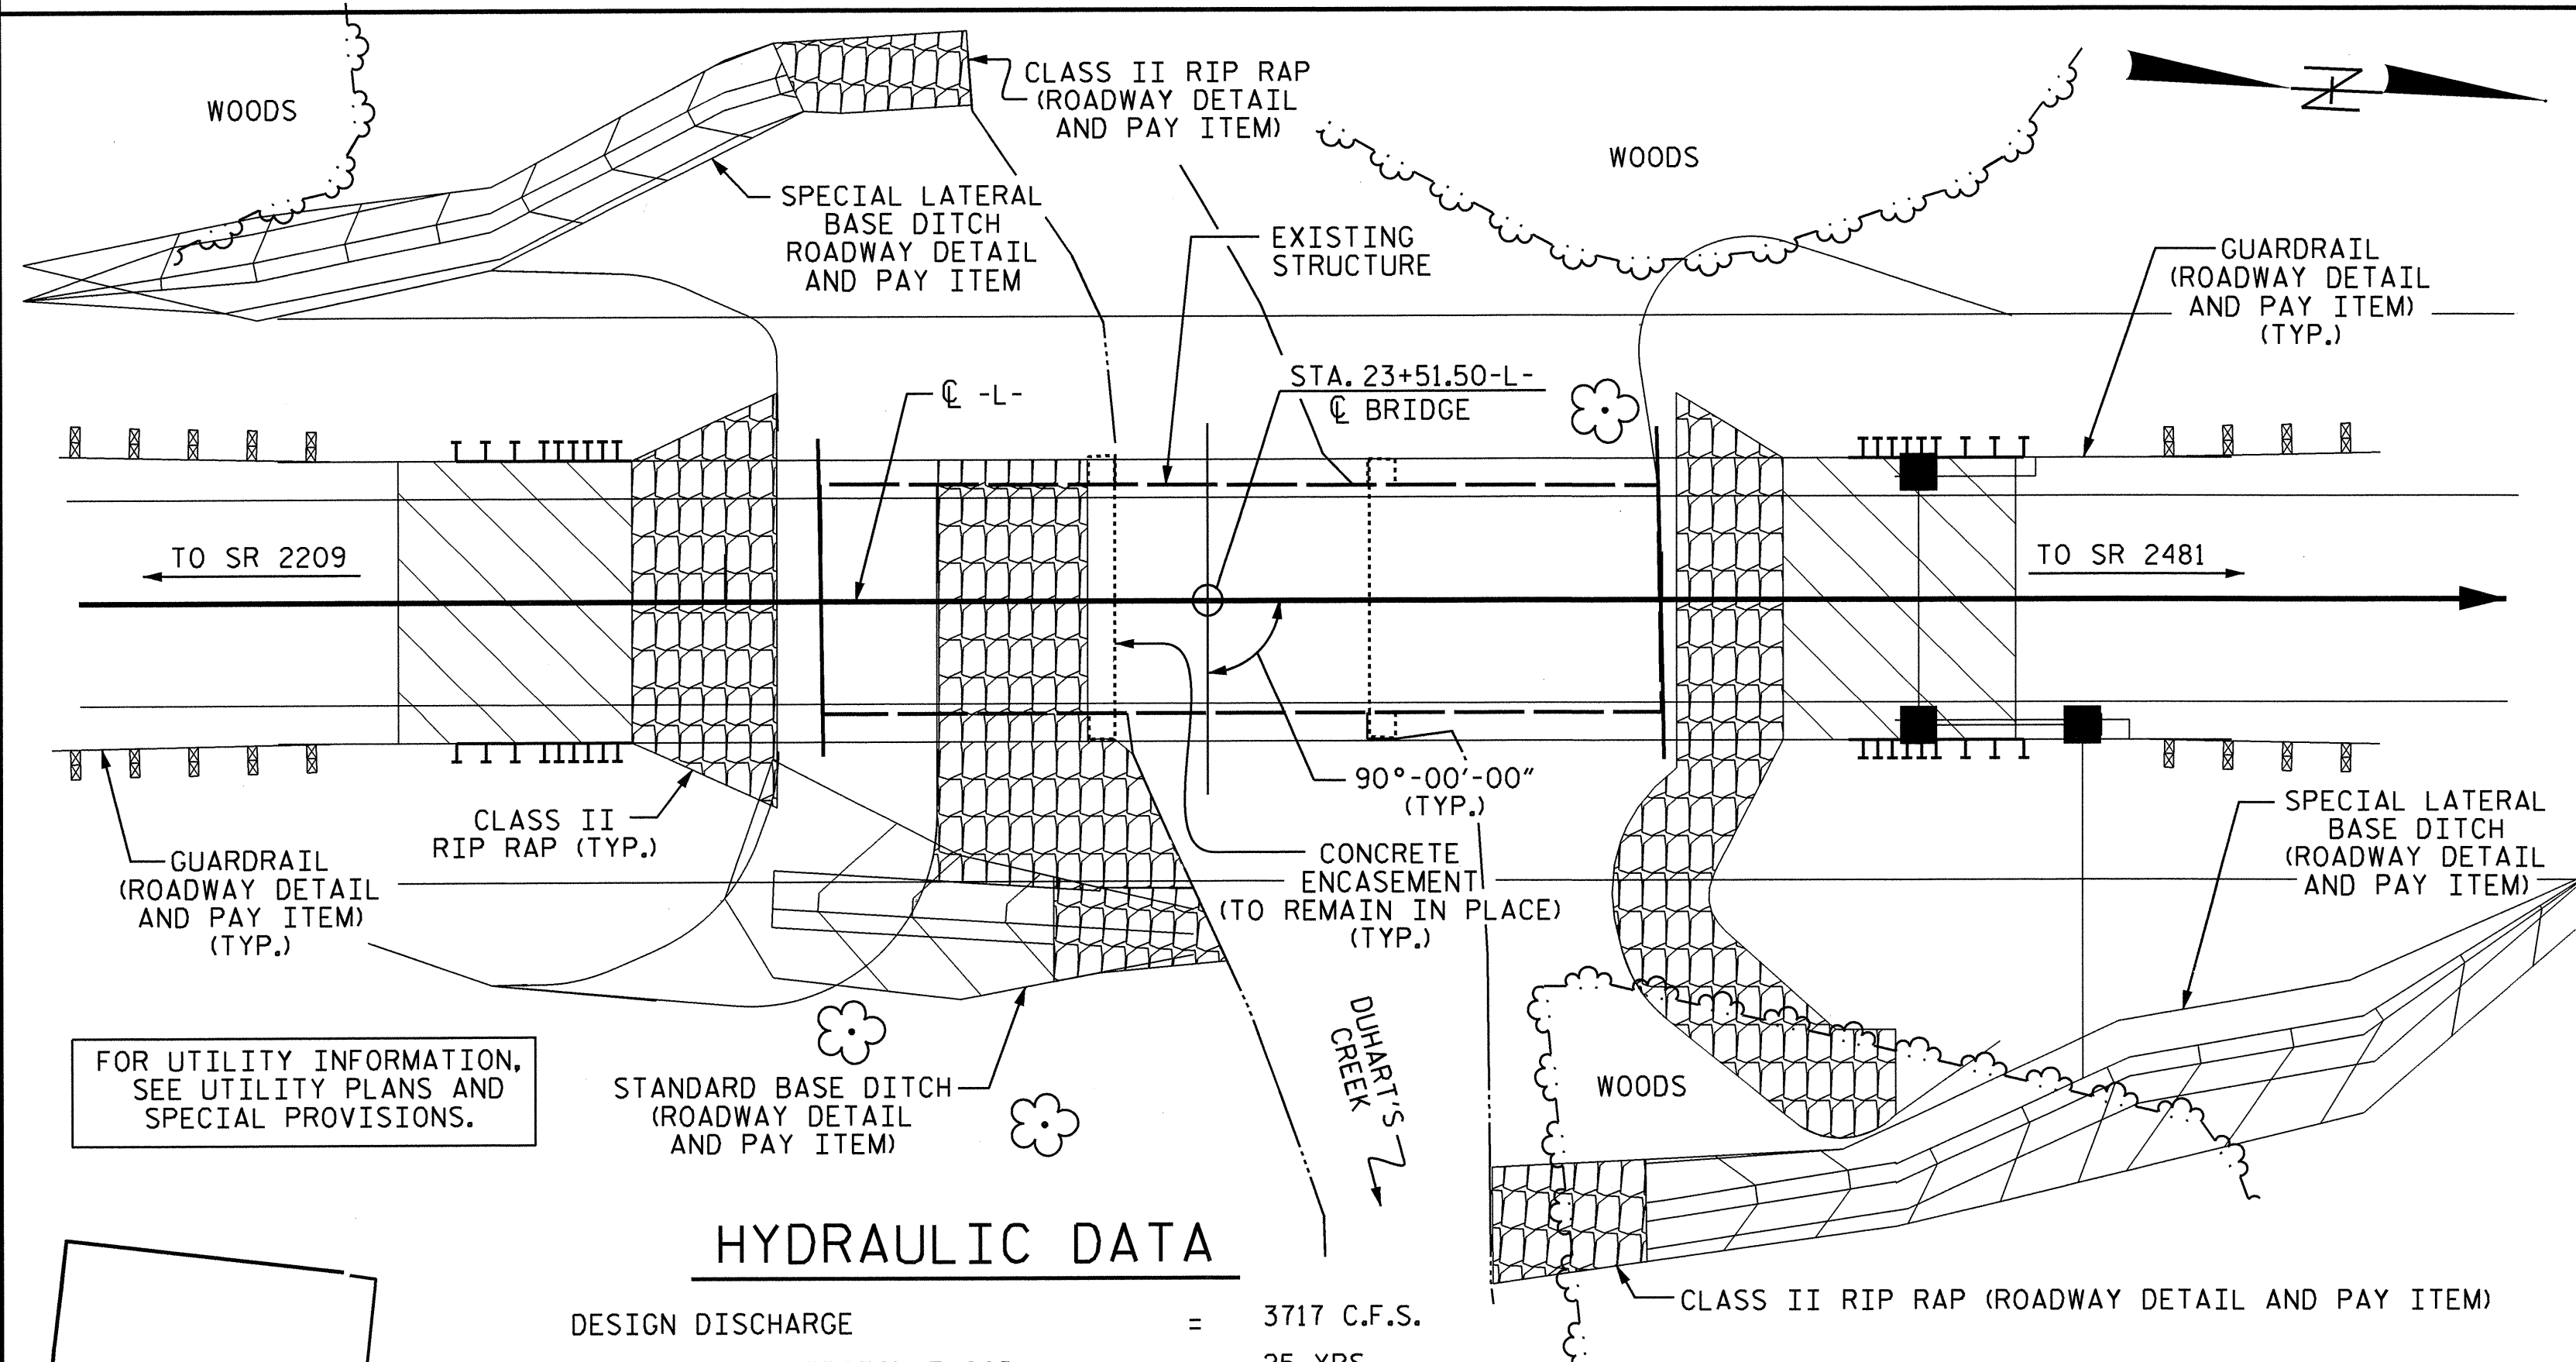 WOODS
CLASS II RIP RAP
(ROADWAY DETAIL
AND PAY ITEM)
WOODS
N
SPECIAL LATERAL
BASE DITCH
ROADWAY DETAIL
AND PAY ITEM
EXISTING
STRUCTURE
GUARDRAIL
(ROADWAY DETAIL
AND PAY ITEM)
(TYP.)
℄ -L-
STA. 23+51.50-L-
℄ BRIDGE
TO SR 2209
TO SR 2481
90°-00'-00"
(TYP.)
CLASS II
RIP RAP (TYP.)
GUARDRAIL
(ROADWAY DETAIL
AND PAY ITEM)
(TYP.)
CONCRETE
ENCASEMENT
(TO REMAIN IN PLACE)
(TYP.)
SPECIAL LATERAL
BASE DITCH
(ROADWAY DETAIL
AND PAY ITEM)
DUHART'S
CREEK
FOR UTILITY INFORMATION,
SEE UTILITY PLANS AND
SPECIAL PROVISIONS.
STANDARD BASE DITCH
(ROADWAY DETAIL
AND PAY ITEM)
WOODS
HYDRAULIC DATA
CLASS II RIP RAP (ROADWAY DETAIL AND PAY ITEM)
DESIGN DISCHARGE = 3717 C.F.S.
25 YRS